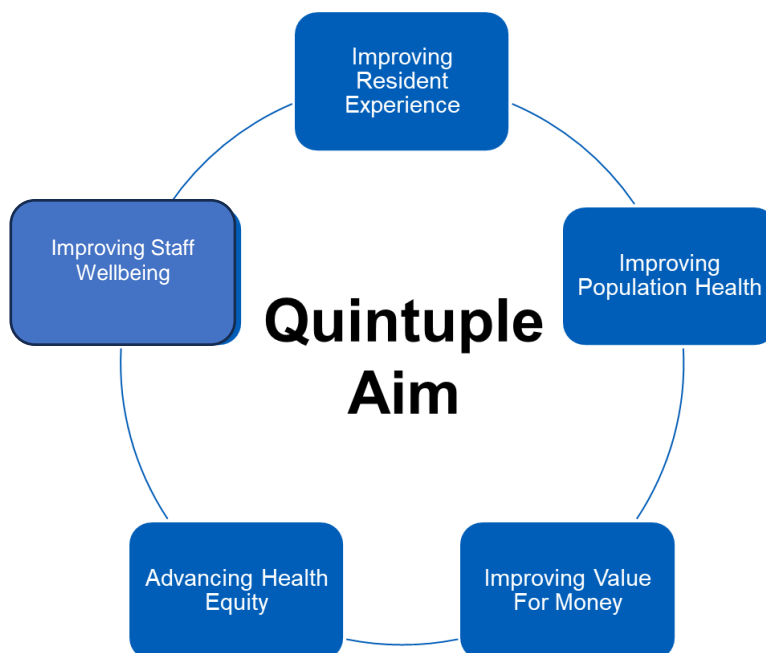 Improving
Resident
Experience
Improving Staff
Wellbeing
Improving
Population Health
Quintuple
Aim
Advancing Health
Equity
Improving Value
For Money